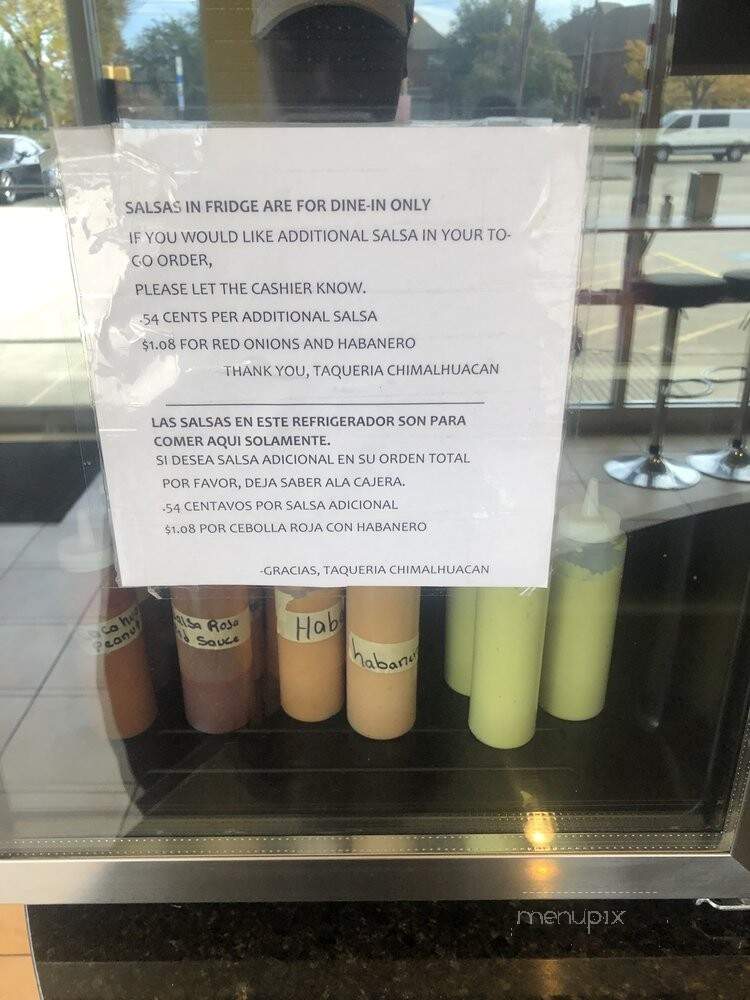 SALSAS IN FRIDGE ARE FOR DINE-IN ONLY
IF YOU WOULD LIKE ADDITIONAL SALSA IN YOUR TO-
GO ORDER,
PLEASE LET THE CASHIER KNOW.
.54 CENTS PER ADDITIONAL SALSA
$1.08 FOR RED ONIONS AND HABANERO
THANK YOU, TAQUERIA CHIMALHUACAN
LAS SALSAS EN ESTE REFRIGERADOR SON PARA
COMER AQUI SOLAMENTE.
SI DESEA SALSA ADICIONAL EN SU ORDEN TOTAL
POR FAVOR, DEJA SABER ALA CAJERA.
.54 CENTAVOS POR SALSA ADICIONAL
$1.08 POR CEBOLLA ROJA CON HABANERO
-GRACIAS, TAQUERIA CHIMALHUACAN
Peanut
Salsa Roja
Red Sauce
Hab
habaner
menupix